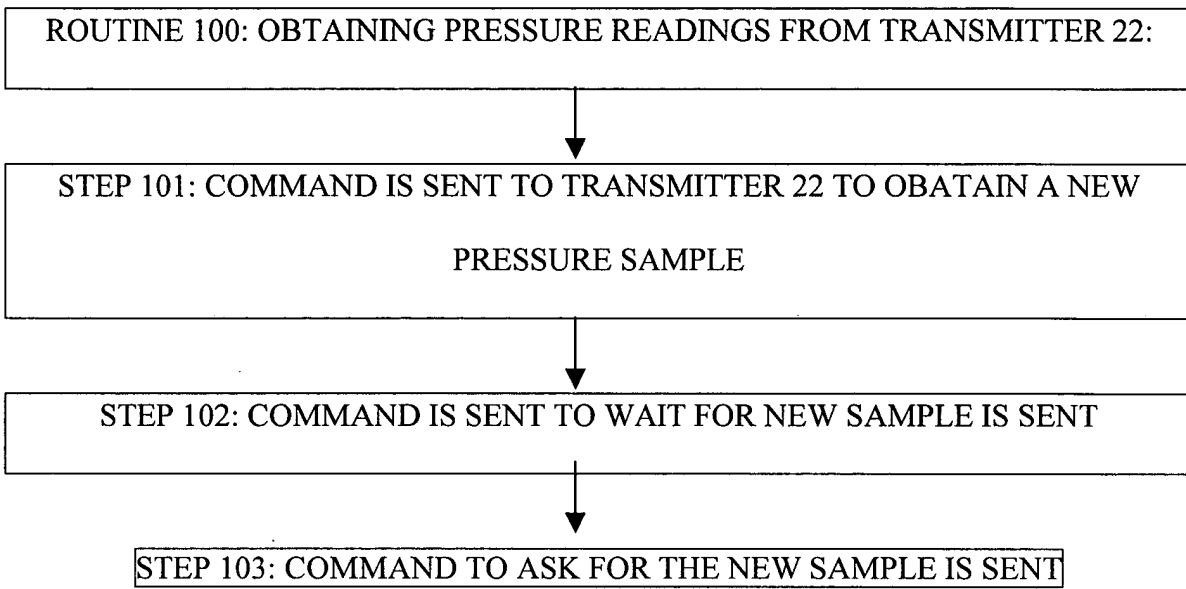 ROUTINE 100: OBTAINING PRESSURE READINGS FROM TRANSMITTER 22:
STEP 101: COMMAND IS SENT TO TRANSMITTER 22 TO OBATAIN A NEW
PRESSURE SAMPLE
STEP 102: COMMAND IS SENT TO WAIT FOR NEW SAMPLE IS SENT
STEP 103: COMMAND TO ASK FOR THE NEW SAMPLE IS SENT